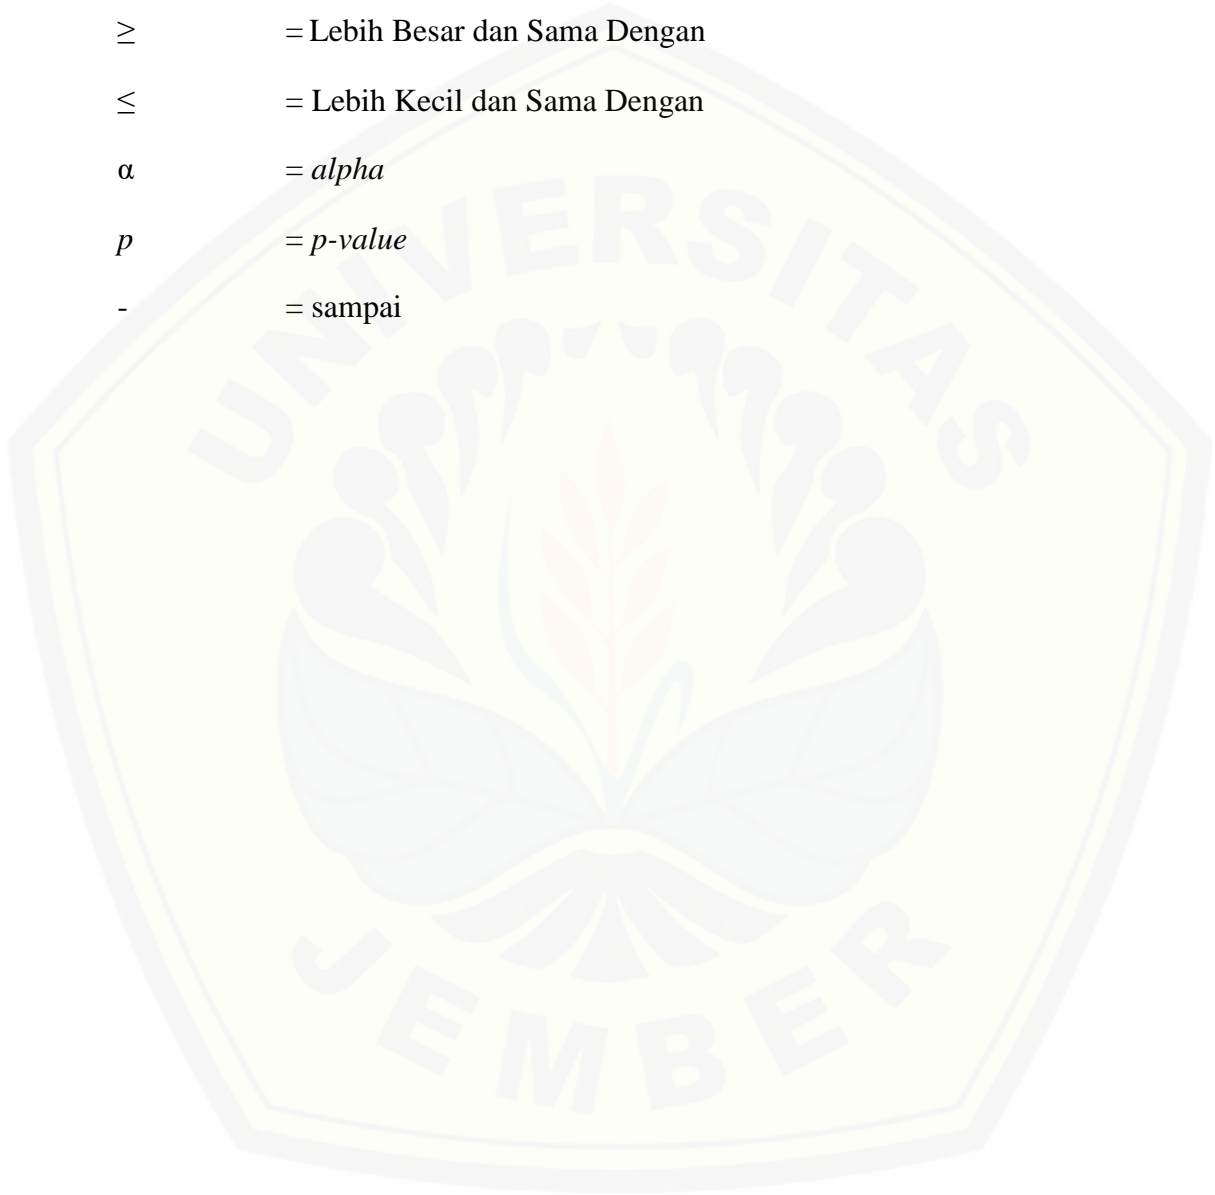 ≥ = Lebih Besar dan Sama Dengan
≤ = Lebih Kecil dan Sama Dengan
α = alpha
p = p-value
- = sampai
UNIVERSITAS
JEMBER